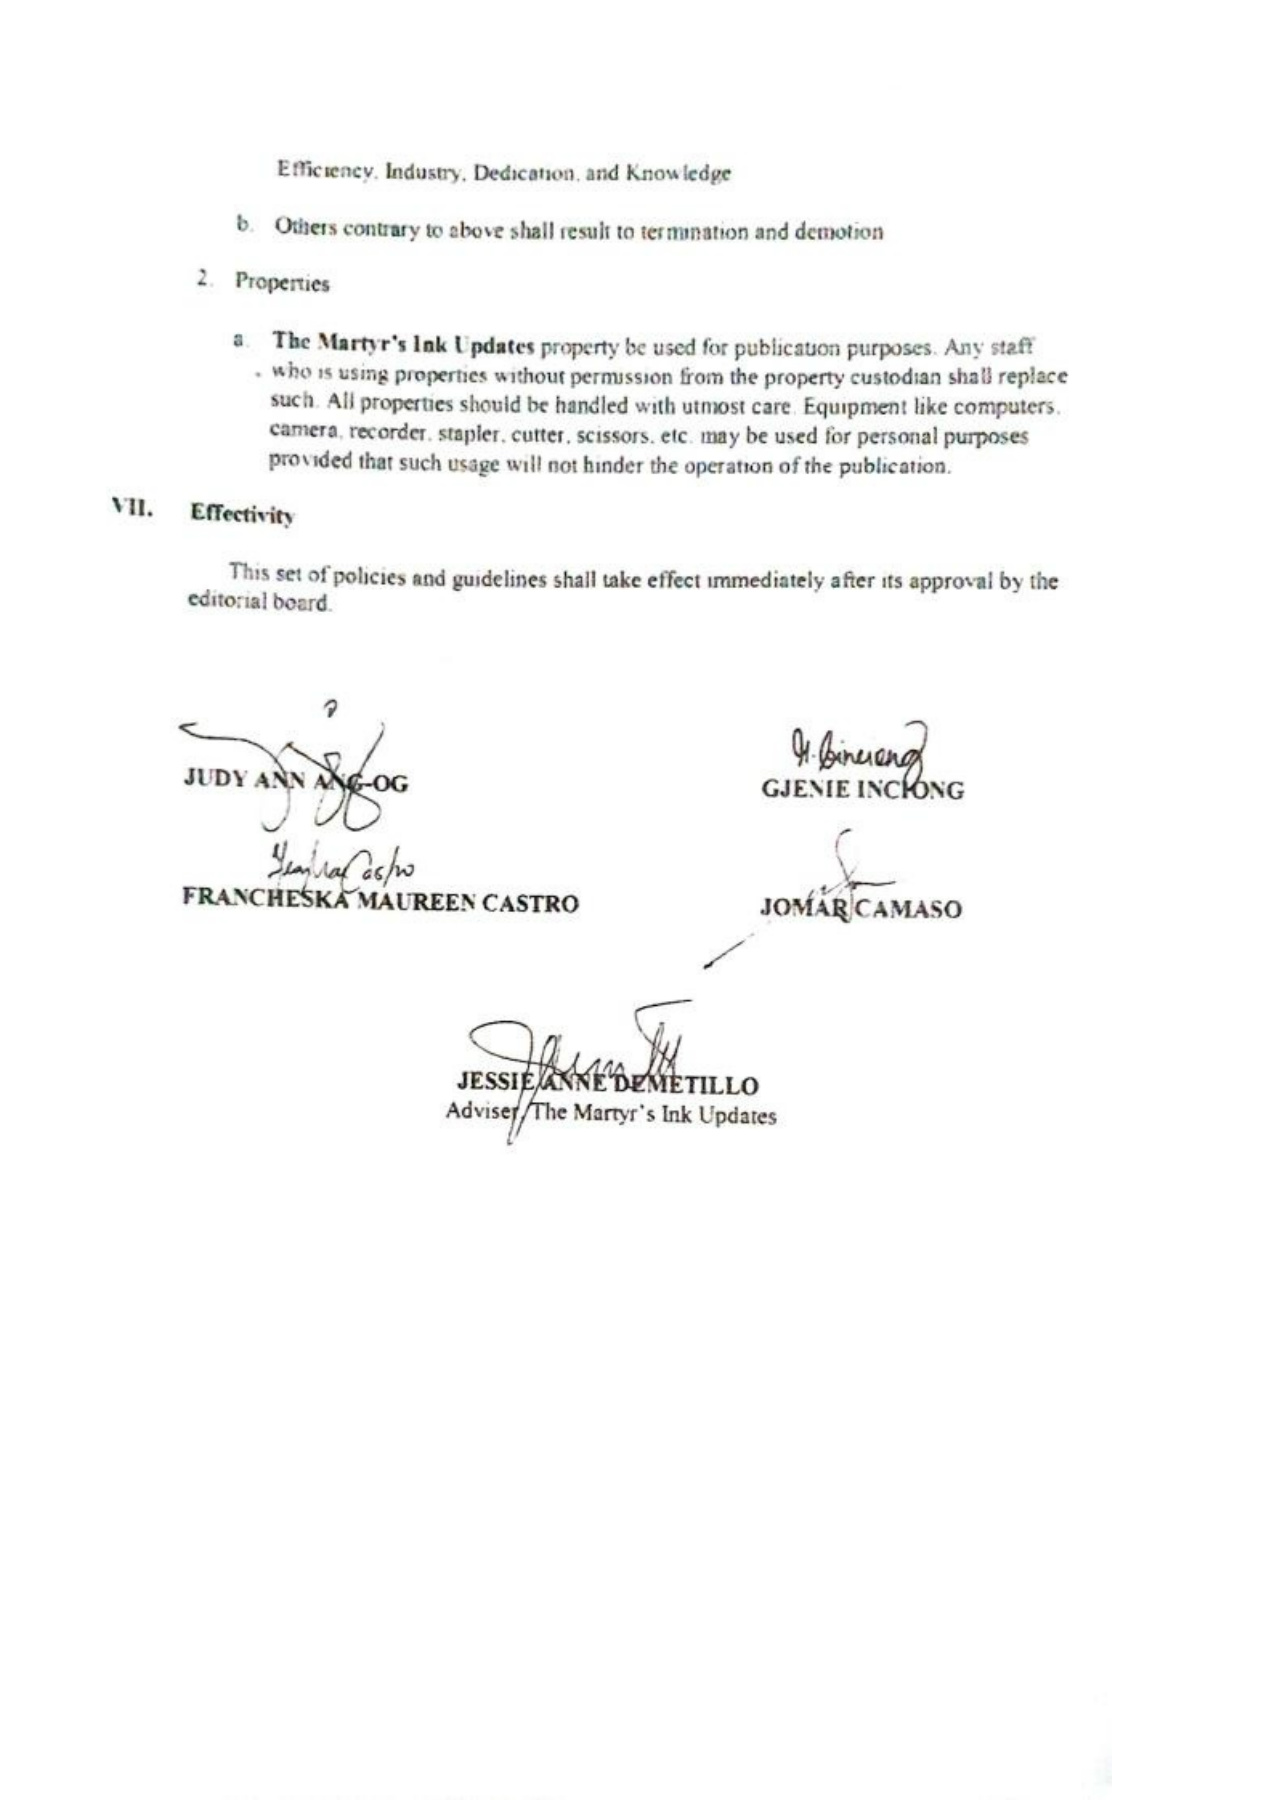 Efficiency, Industry, Dedication, and Knowledge
b. Others contrary to above shall result to termination and demotion
2. Properties
a. The Martyr's Ink Updates property be used for publication purposes. Any staff
who is using properties without permission from the property custodian shall replace
such. All properties should be handled with utmost care. Equipment like computers,
camera, recorder, stapler, cutter, scissors, etc. may be used for personal purposes
provided that such usage will not hinder the operation of the publication.
VII. Effectivity
This set of policies and guidelines shall take effect immediately after its approval by the
editorial board.
JUDY ANN ANG-OG
GJENIE INCIONG
FRANCHESKA MAUREEN CASTRO
JOMAR CAMASO
JESSIE ANNE DEMETILLO
Adviser, The Martyr's Ink Updates